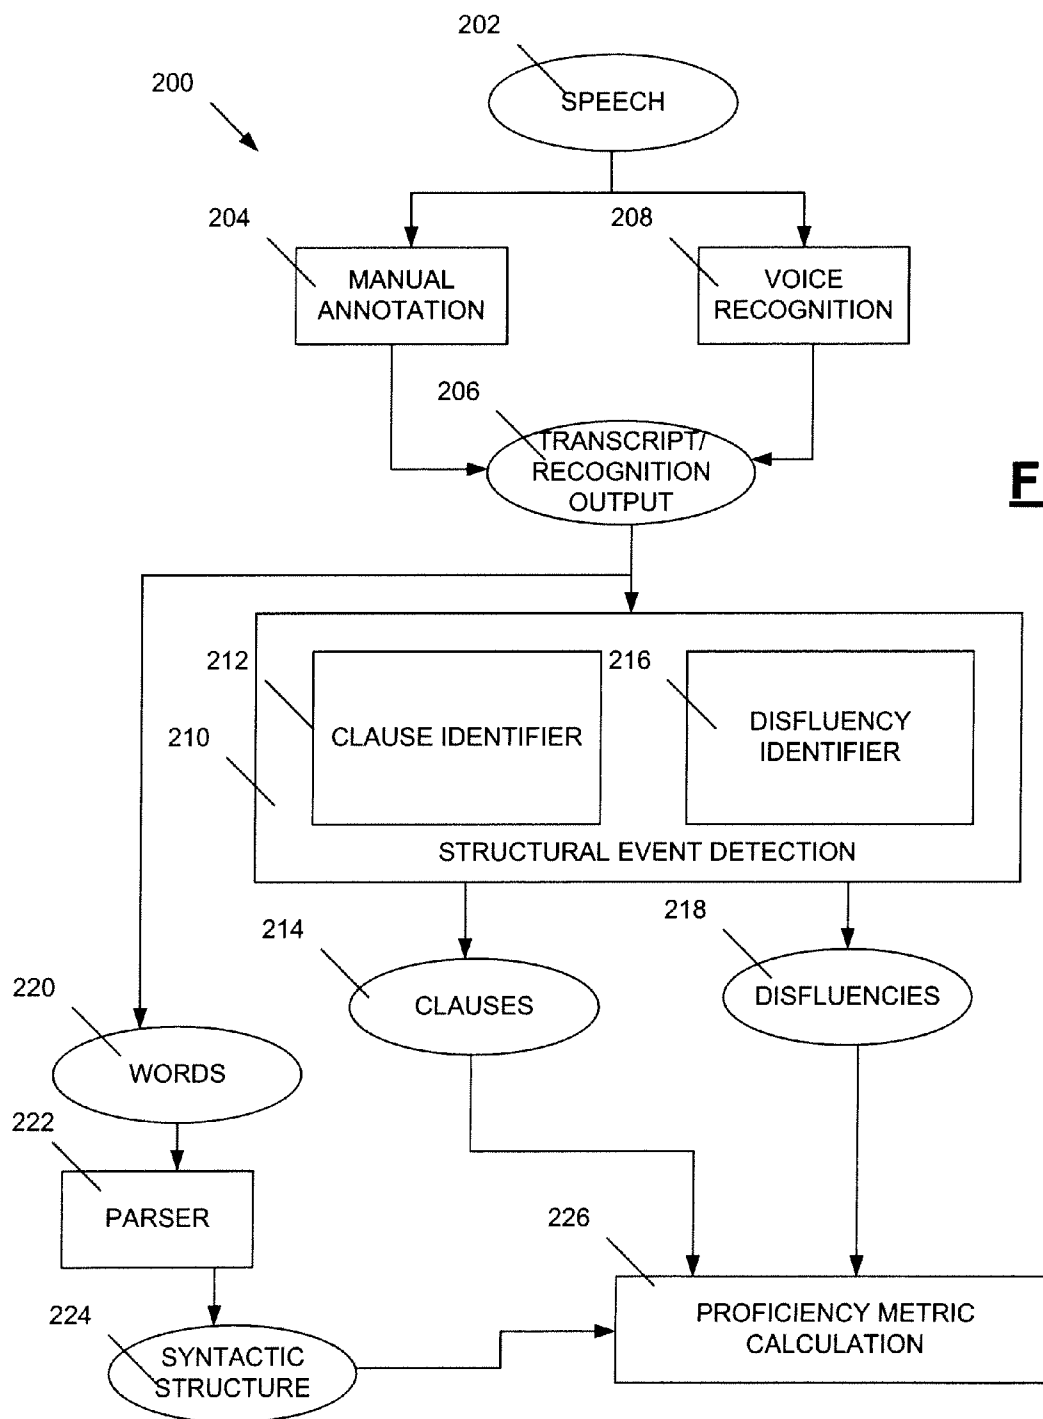 202
SPEECH
200
204
208
MANUAL
ANNOTATION
VOICE
RECOGNITION
206
TRANSCRIPT/
RECOGNITION
OUTPUT
F
212
216
CLAUSE IDENTIFIER
DISFLUENCY
IDENTIFIER
210
STRUCTURAL EVENT DETECTION
214
218
CLAUSES
DISFLUENCIES
220
WORDS
222
PARSER
226
224
PROFICIENCY METRIC
CALCULATION
SYNTACTIC
STRUCTURE